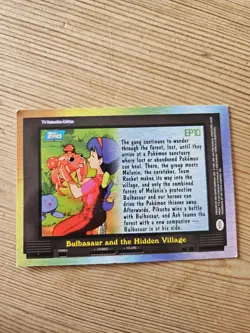 TV Animation Edition
EP10
The gang continues to wander
through the forest, lost, until they
arrive at a Pokémon sanctuary
where lost or abandoned Pokémon
can heal. There, the group meets
Melanie, the caretaker. Team
Rocket makes its way into the
village, and only the combined
forces of Melanie's protective
Bulbasaur and our heroes can
drive the Pokémon thieves away.
Afterwards, Pikachu wins a battle
with Bulbasaur, and Ash leaves the
forest with a new companion —
Bulbasaur is at his side.
Bulbasaur and the Hidden Village